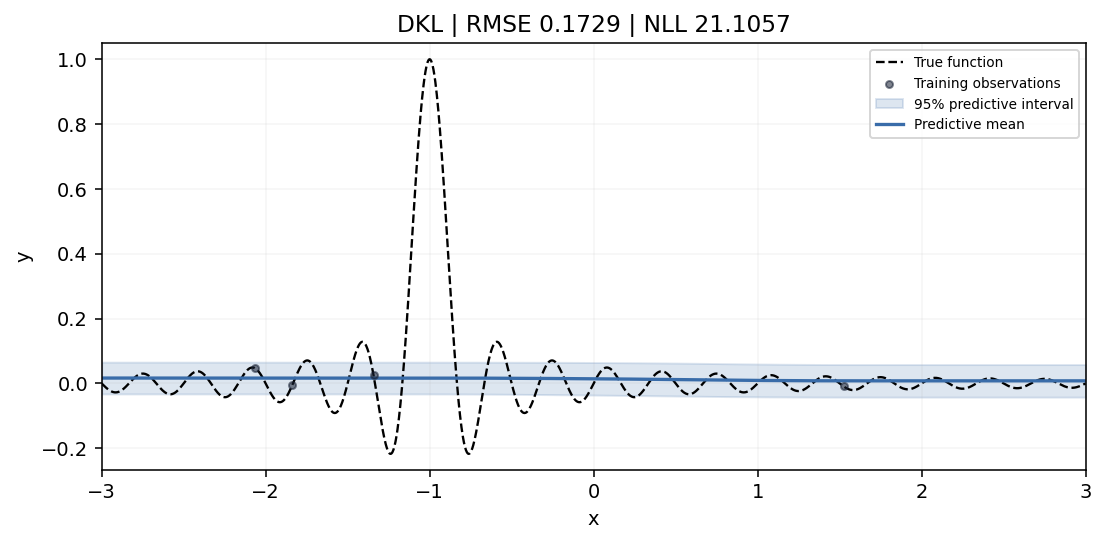 DKL | RMSE 0.1729 | NLL 21.1057
True function
Training observations
95% predictive interval
Predictive mean
y
1.0
0.8
0.6
0.4
0.2
0.0
−0.2
−3 −2 −1 0 1 2 3
x